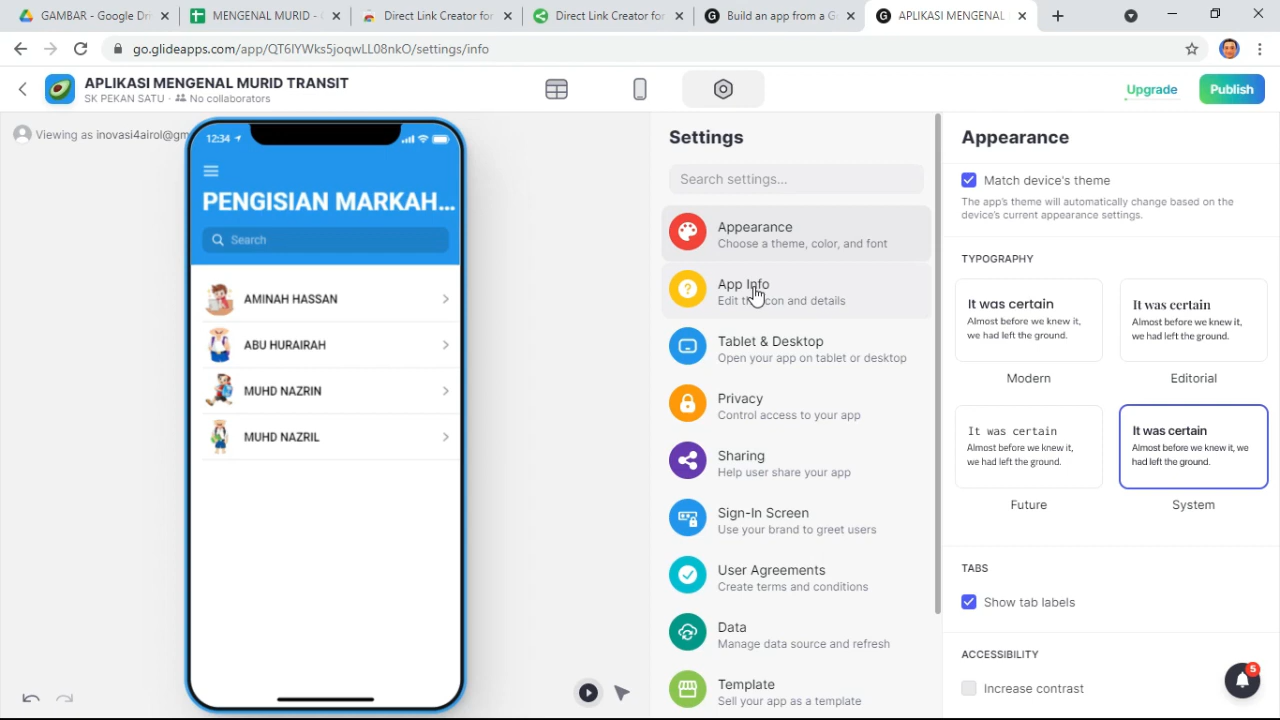 GAMBAR - Google Dri
MENGENAL MURID - G
Direct Link Creator for
Direct Link Creator for
Build an app from a G
APLIKASI MENGENAL
go.glideapps.com/app/QT6lYWks5joqwLL08nkO/settings/info
APLIKASI MENGENAL MURID TRANSIT
SK PEKAN SATU · No collaborators
Upgrade
Publish
Viewing as inovasi4airol@gm
12:34
PENGISIAN MARKAH...
Search
AMINAH HASSAN
ABU HURAIRAH
MUHD NAZRIN
MUHD NAZRIL
Settings
Search settings...
Appearance
Choose a theme, color, and font
App Info
Edit the icon and details
Tablet & Desktop
Open your app on tablet or desktop
Privacy
Control access to your app
Sharing
Help user share your app
Sign-In Screen
Use your brand to greet users
User Agreements
Create terms and conditions
Data
Manage data source and refresh
Template
Sell your app as a template
Appearance
Match device's theme
The app's theme will automatically change based on the
device's current appearance settings.
TYPOGRAPHY
It was certain
Almost before we knew it,
we had left the ground.
Modern
It was certain
Almost before we knew it,
we had left the ground.
Editorial
It was certain
Almost before we knew it,
we had left the ground.
Future
It was certain
Almost before we knew it, we
had left the ground.
System
TABS
Show tab labels
ACCESSIBILITY
Increase contrast
5